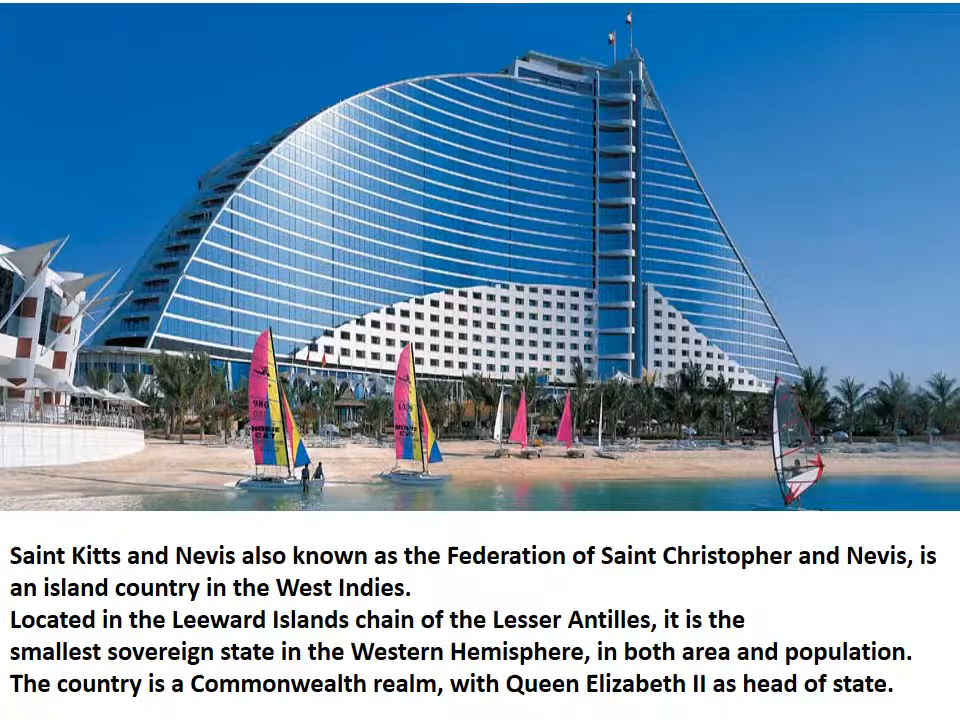 980
HOBIE
CAT
Saint Kitts and Nevis also known as the Federation of Saint Christopher and Nevis, is
an island country in the West Indies.
Located in the Leeward Islands chain of the Lesser Antilles, it is the
smallest sovereign state in the Western Hemisphere, in both area and population.
The country is a Commonwealth realm, with Queen Elizabeth II as head of state.